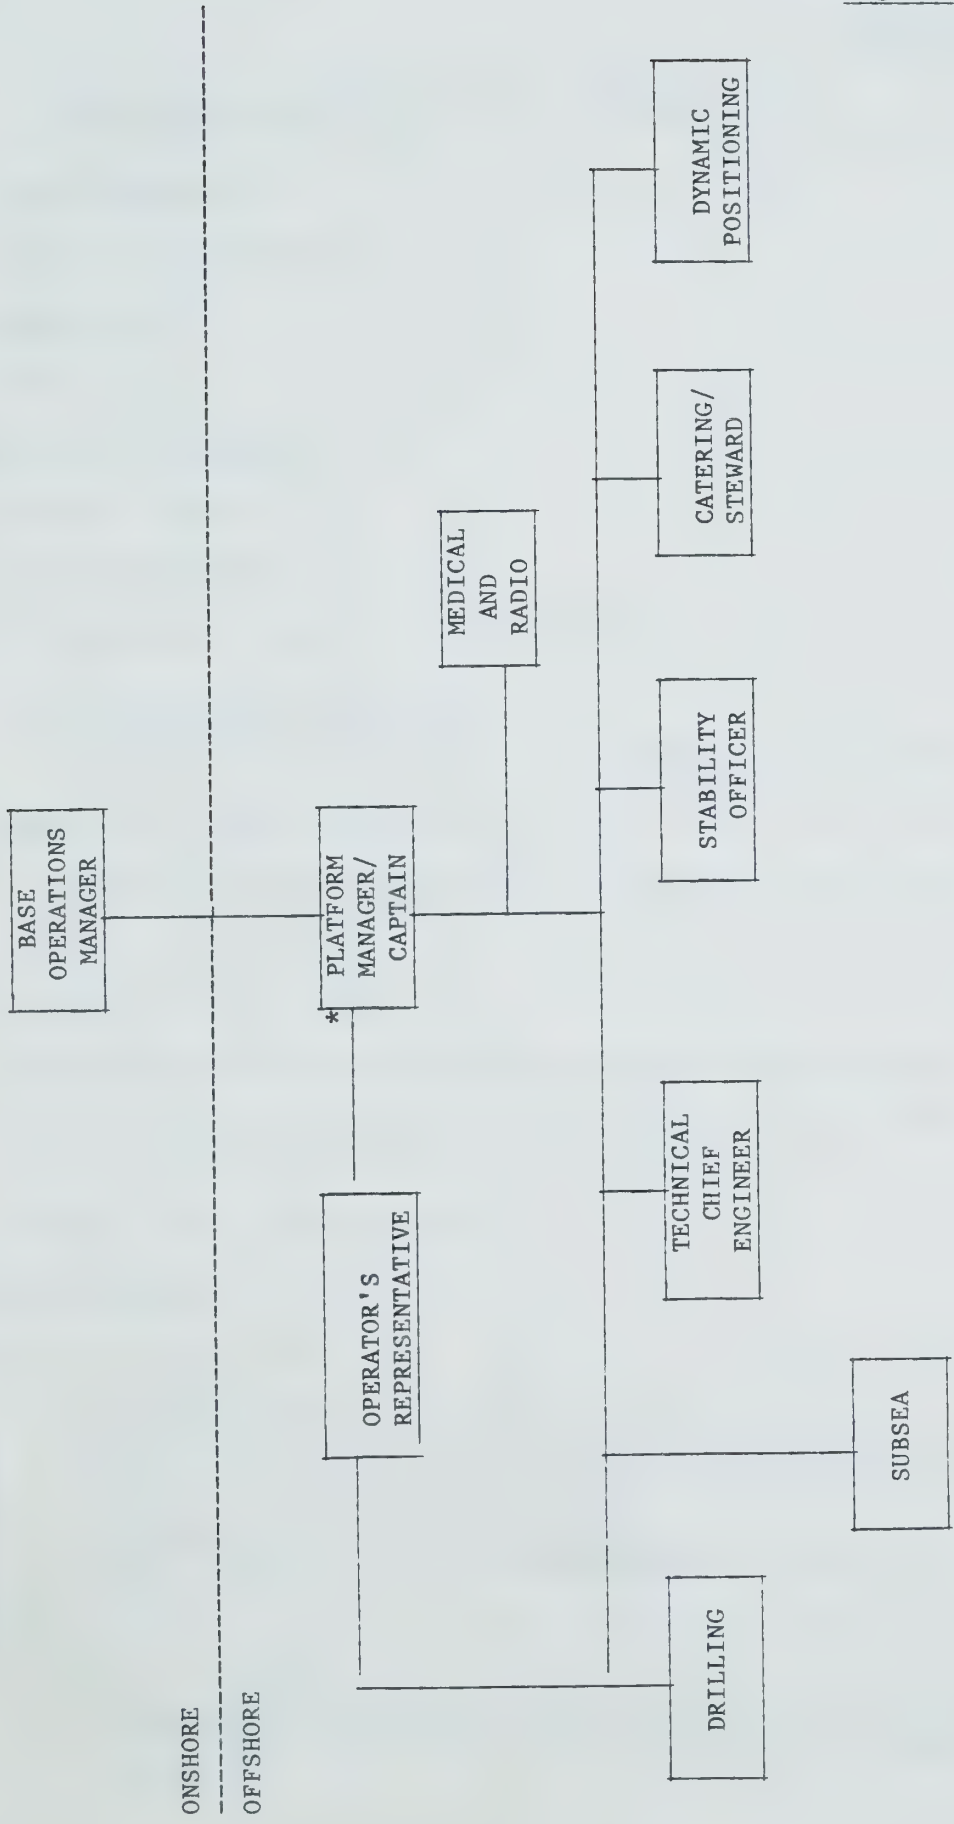 BASE
OPERATIONS
MANAGER
ONSHORE
OFFSHORE
OPERATOR'S
REPRESENTATIVE
*
PLATFORM
MANAGER/
CAPTAIN
MEDICAL
AND
RADIO
DRILLING
TECHNICAL
CHIEF
ENGINEER
STABILITY
OFFICER
CATERING/
STEWARD
DYNAMIC
POSITIONING
SUBSEA